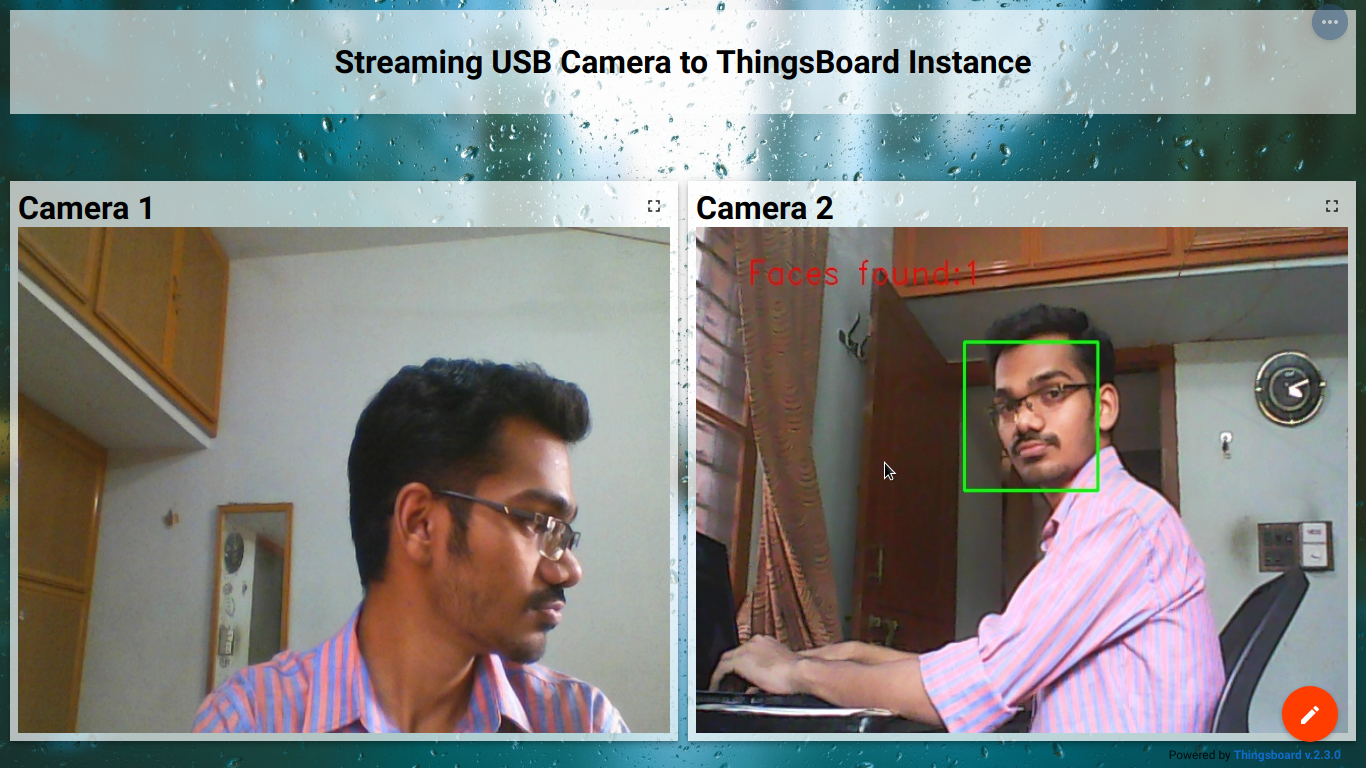 Streaming USB Camera to ThingsBoard Instance
Camera 1
Camera 2
Faces found:1
Powered by Thingsboard v.2.3.0